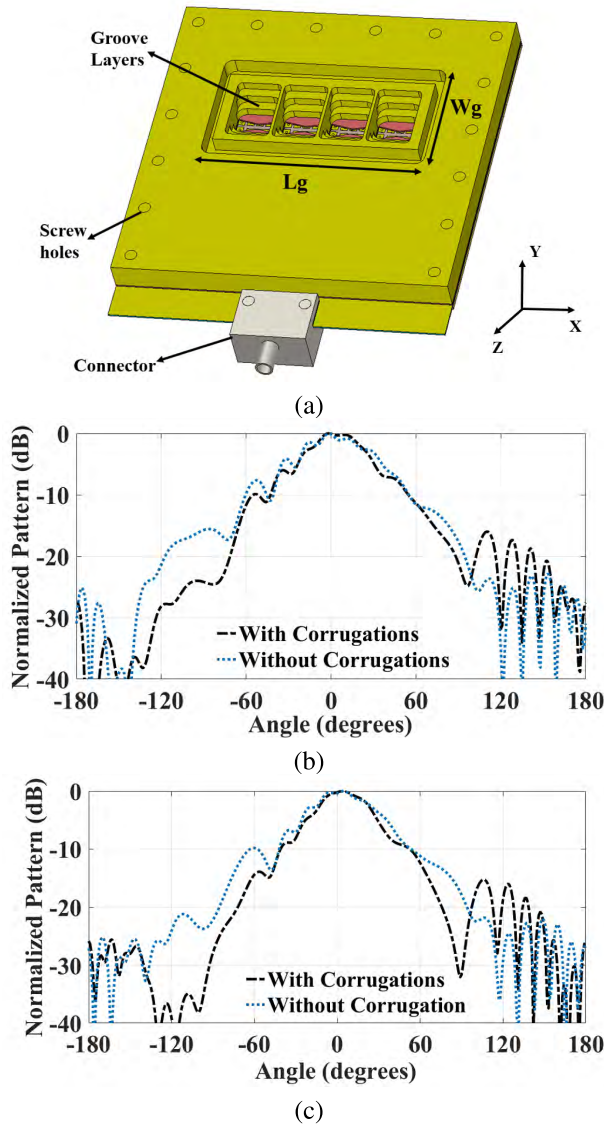 Groove
Layers
Wg
Lg
Screw
holes
Y
X
Z
Connector
(a)
Normalized Pattern (dB)
0
-10
-20
-30
-40
With Corrugations
Without Corrugations
-180 -120 -60 0 60 120 180
Angle (degrees)
(b)
Normalized Pattern (dB)
0
-10
-20
-30
-40
With Corrugations
Without Corrugation
-180 -120 -60 0 60 120 180
Angle (degrees)
(c)